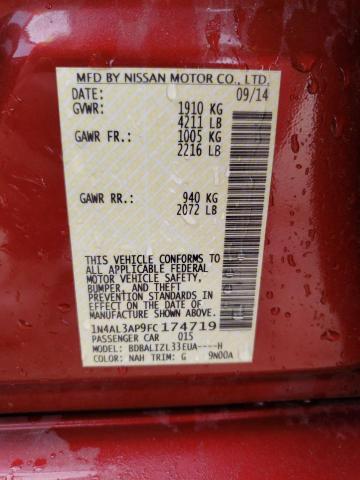 MFD BY NISSAN MOTOR CO., LTD.
DATE: 09/14
GVWR: 1910 KG
4211 LB
GAWR FR.: 1005 KG
2216 LB
GAWR RR.: 940 KG
2072 LB
THIS VEHICLE CONFORMS TO
ALL APPLICABLE FEDERAL
MOTOR VEHICLE SAFETY,
BUMPER, AND THEFT
PREVENTION STANDARDS IN
EFFECT ON THE DATE OF
MANUFACTURE SHOWN ABOVE.
1N4AL3AP9FC174719
PASSENGER CAR 015
MODEL: BDBALIZL33EUA----H
COLOR: NAH TRIM: G 9N00A